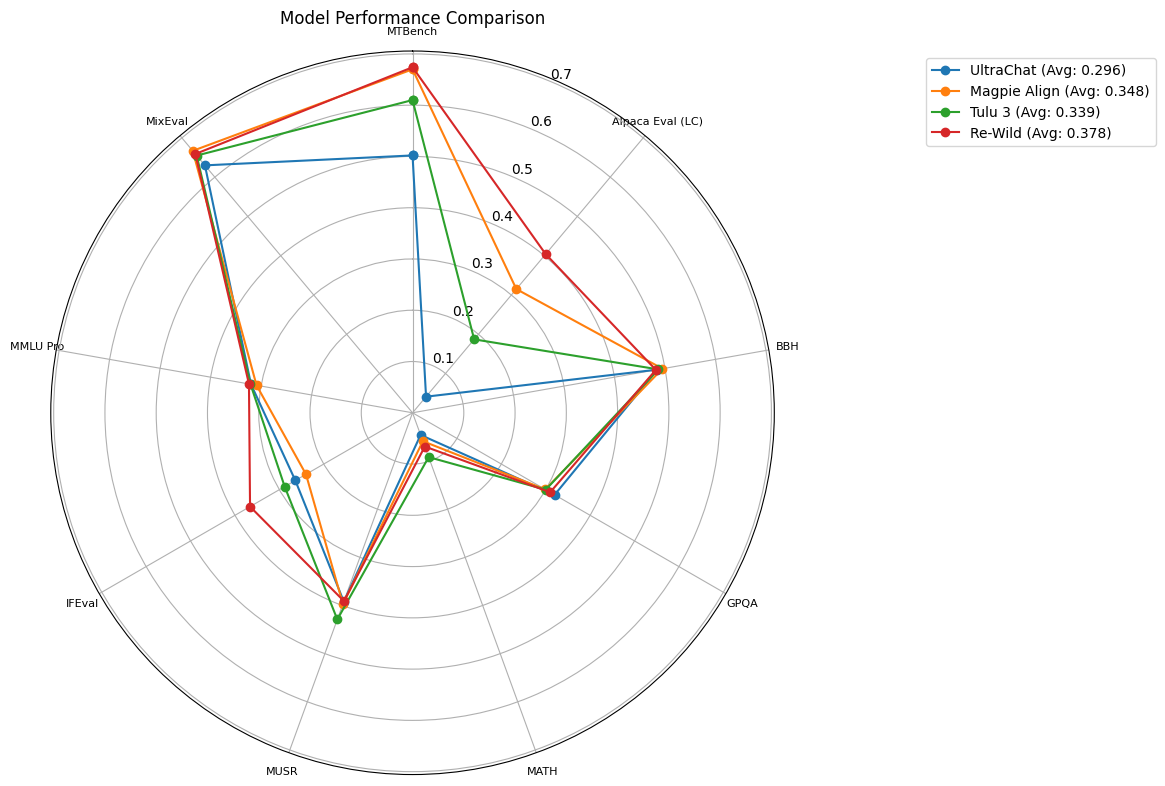 Model Performance Comparison
MTBench
0.7
UltraChat (Avg: 0.296)
Magpie Align (Avg: 0.348)
Tulu 3 (Avg: 0.339)
Re-Wild (Avg: 0.378)
MixEval
0.6
Alpaca Eval (LC)
0.5
0.4
0.3
0.2
MMLU Pro
BBH
0.1
IFEval
GPQA
MUSR
MATH